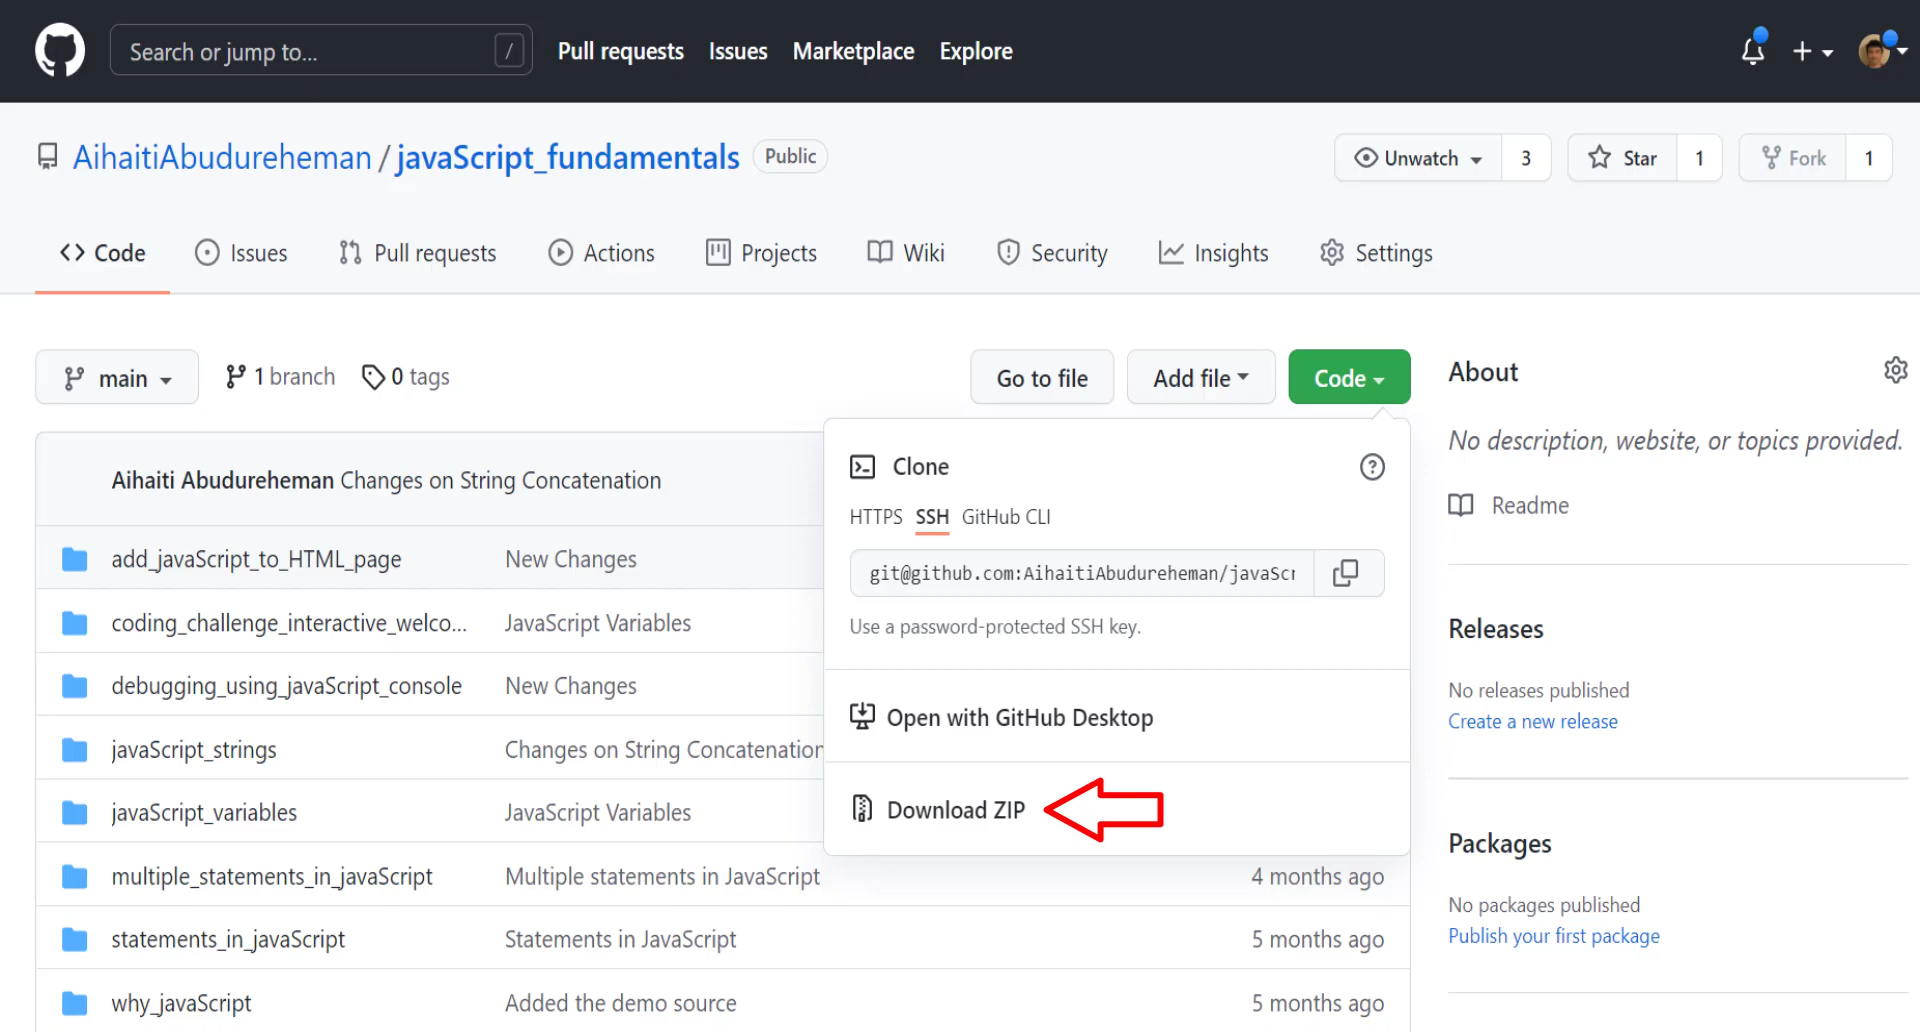 Search or jump to... /
Pull requests Issues Marketplace Explore
AihaitiAbudureheman / javaScript_fundamentals Public
Unwatch 3 Star 1 Fork 1
Code Issues Pull requests Actions Projects Wiki Security Insights Settings
main 1 branch 0 tags
Go to file Add file Code
Clone
HTTPS SSH GitHub CLI
git@github.com:AihaitiAbudureheman/javaScr
Use a password-protected SSH key.
Open with GitHub Desktop
Download ZIP
Aihaiti Abudureheman Changes on String Concatenation
add_javaScript_to_HTML_page New Changes
coding_challenge_interactive_welco... JavaScript Variables
debugging_using_javaScript_console New Changes
javaScript_strings Changes on String Concatenation
javaScript_variables JavaScript Variables
multiple_statements_in_javaScript Multiple statements in JavaScript 4 months ago
statements_in_javaScript Statements in JavaScript 5 months ago
why_javaScript Added the demo source 5 months ago
About
No description, website, or topics provided.
Readme
Releases
No releases published
Create a new release
Packages
No packages published
Publish your first package